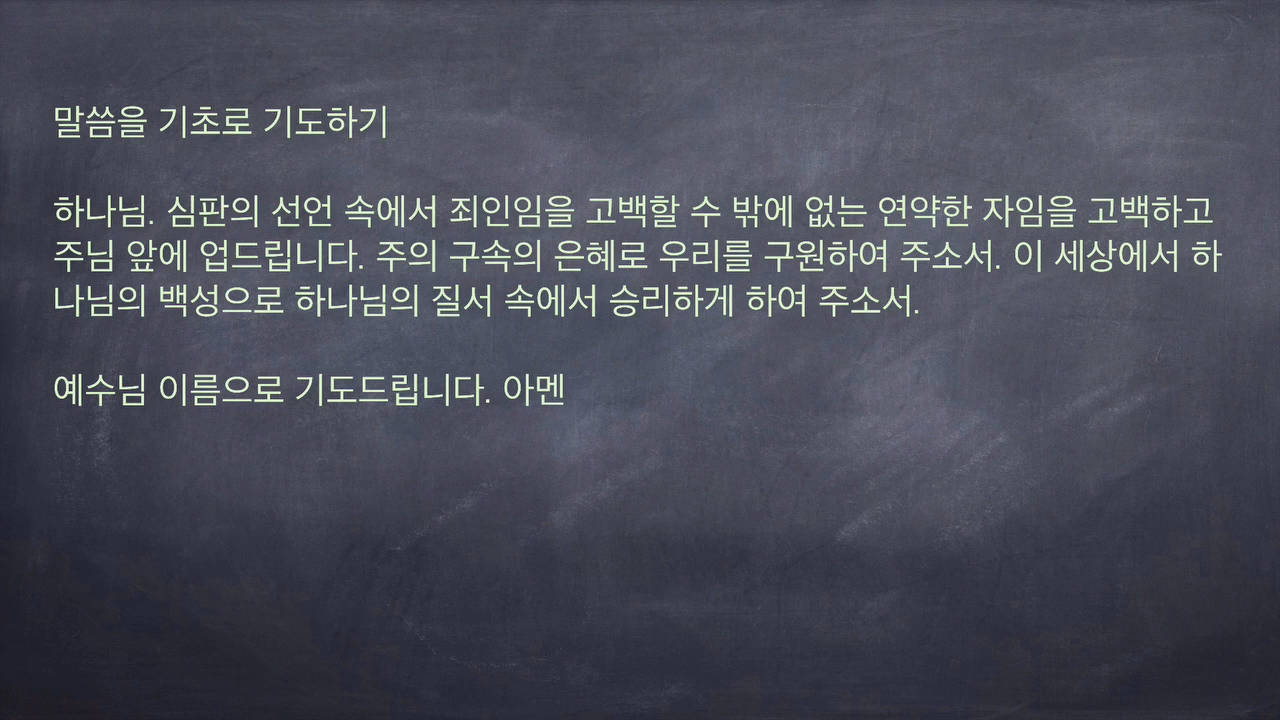 말씀을 기초로 기도하기
하나님. 심판의 선언 속에서 죄인임을 고백할 수 밖에 없는 연약한 자임을 고백하고
주님 앞에 업드립니다. 주의 구속의 은혜로 우리를 구원하여 주소서. 이 세상에서 하
나님의 백성으로 하나님의 질서 속에서 승리하게 하여 주소서.
예수님 이름으로 기도드립니다. 아멘